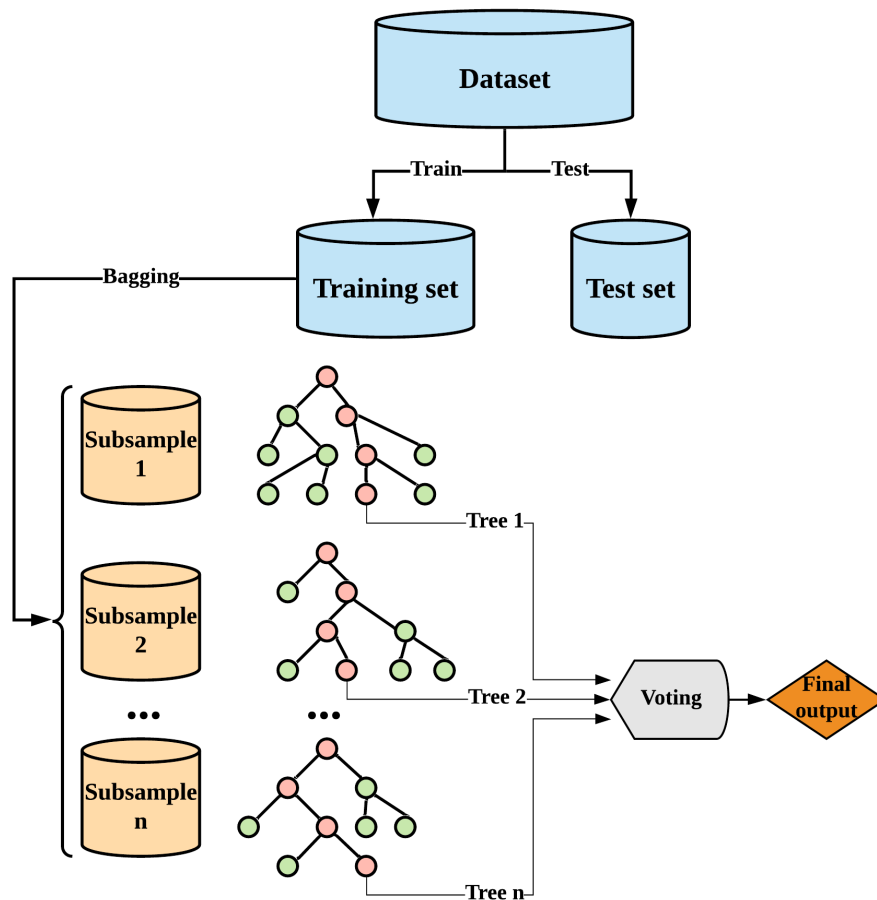 Dataset
Train
Test
Training set
Test set
Bagging
Subsample
1
Tree 1
Subsample
2
Tree 2
Voting
Final
output
Subsample
n
Tree n